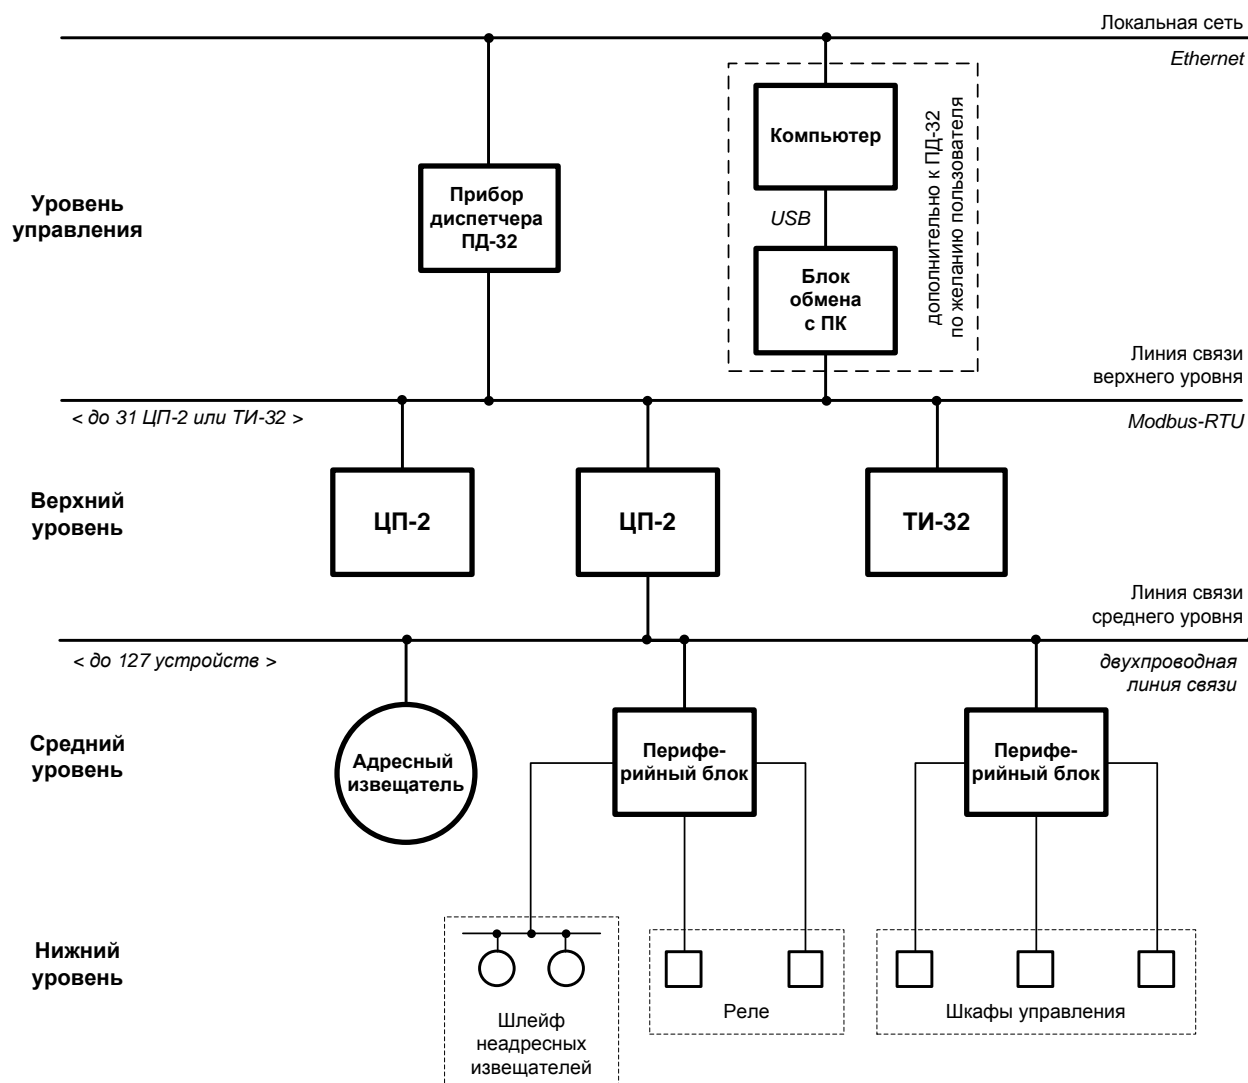 Локальная сеть
Ethernet
Компьютер
дополнительно к ПД-32
по желанию пользователя
Уровень
управления
Прибор
диспетчера
ПД-32
USB
Блок
обмена
с ПК
Линия связи
верхнего уровня
< до 31 ЦП-2 или ТИ-32 >
Modbus-RTU
Верхний
уровень
ЦП-2
ЦП-2
ТИ-32
Линия связи
среднего уровня
< до 127 устройств >
двухпроводная
линия связи
Средний
уровень
Адресный
извещатель
Перифе-
рийный блок
Перифе-
рийный блок
Нижний
уровень
Шлейф
неадресных
извещателей
Реле
Шкафы управления